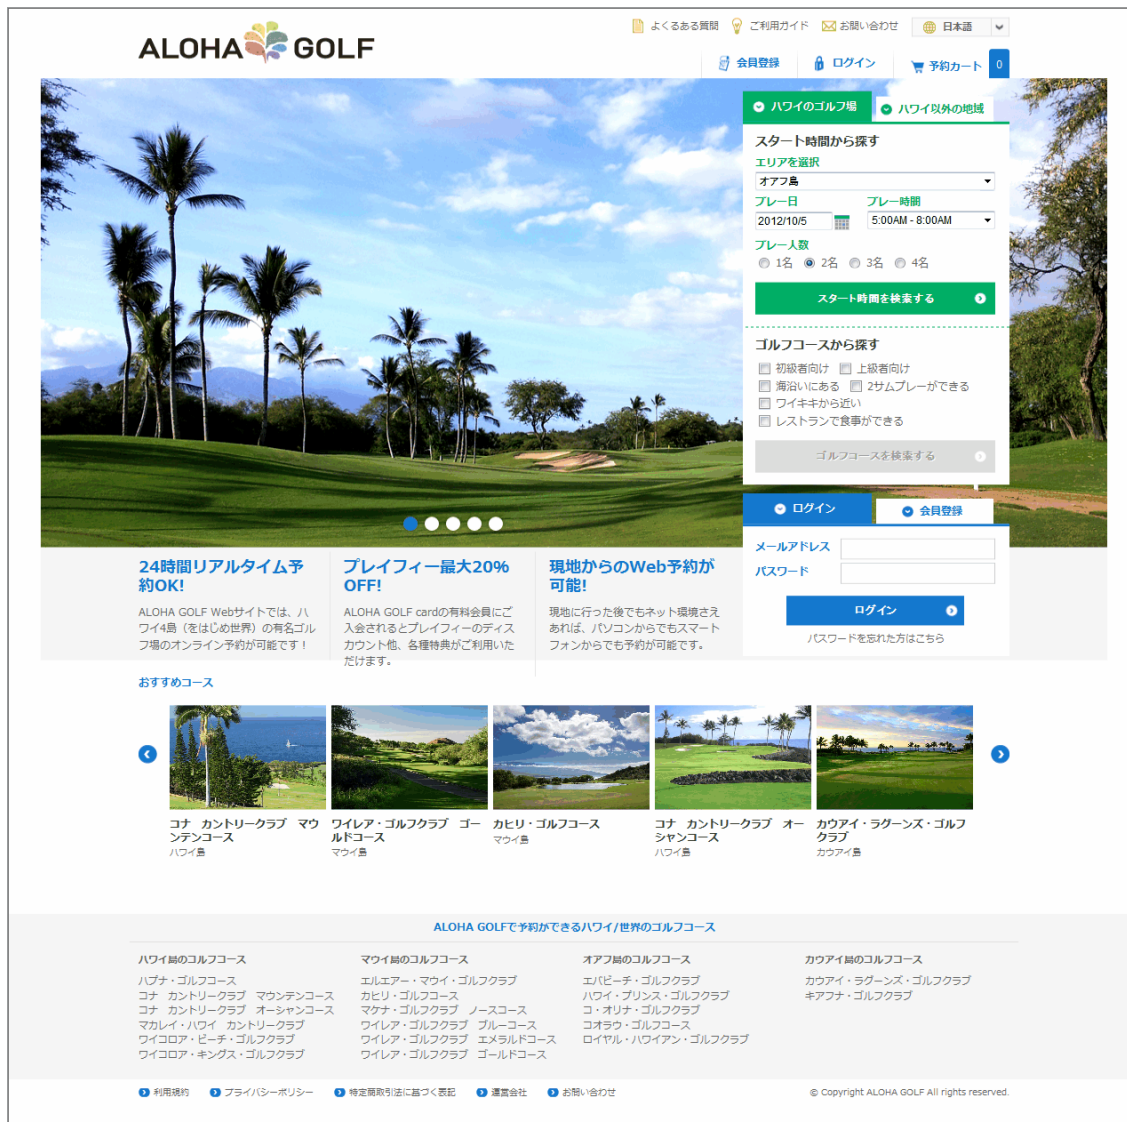 よくある質問 ご利用ガイド お問い合わせ 日本語
ALOHA GOLF
会員登録 ログイン 予約カート 0
ハワイのゴルフ場 ハワイ以外の地域
スタート時間から探す
エリアを選択
オアフ島
プレー日 プレー時間
2012/10/5 5:00AM - 8:00AM
プレー人数
1名 2名 3名 4名
スタート時間を検索する
ゴルフコースから探す
初級者向け 上級者向け
海沿いにある 2サムプレーができる
ワイキキから近い
レストランで食事ができる
ゴルフコースを検索する
ログイン 会員登録
メールアドレス
パスワード
ログイン
パスワードを忘れた方はこちら
24時間リアルタイム予
約OK!
ALOHA GOLF Webサイトでは、ハ
ワイ4島（をはじめ世界）の有名ゴル
フ場のオンライン予約が可能です！
プレイフィー最大20%
OFF!
ALOHA GOLF cardの有料会員にご
入会されるとプレイフィーのディス
カウント他、各種特典がご利用いた
だけます。
現地からのWeb予約が
可能!
現地に行った後でもネット環境さえ
あれば、パソコンからでもスマート
フォンからでも予約が可能です。
おすすめコース
コナ　カントリークラブ　マウ
ンテンコース
ハワイ島
ワイレア・ゴルフクラブ　ゴー
ルドコース
マウイ島
カヒリ・ゴルフコース
マウイ島
コナ　カントリークラブ　オー
シャンコース
ハワイ島
カウアイ・ラグーンズ・ゴルフ
クラブ
カウアイ島
ALOHA GOLFで予約ができるハワイ/世界のゴルフコース
ハワイ島のゴルフコース
ハプナ・ゴルフコース
コナ　カントリークラブ　マウンテンコース
コナ　カントリークラブ　オーシャンコース
マカレイ・ハワイ　カントリークラブ
ワイコロア・ビーチ・ゴルフクラブ
ワイコロア・キングス・ゴルフクラブ
マウイ島のゴルフコース
エルエアー・マウイ・ゴルフクラブ
カヒリ・ゴルフコース
マケナ・ゴルフクラブ　ノースコース
ワイレア・ゴルフクラブ　ブルーコース
ワイレア・ゴルフクラブ　エメラルドコース
ワイレア・ゴルフクラブ　ゴールドコース
オアフ島のゴルフコース
エバビーチ・ゴルフクラブ
ハワイ・プリンス・ゴルフクラブ
コ・オリナ・ゴルフクラブ
コオラウ・ゴルフコース
ロイヤル・ハワイアン・ゴルフクラブ
カウアイ島のゴルフコース
カウアイ・ラグーンズ・ゴルフクラブ
キアフナ・ゴルフクラブ
利用規約 プライバシーポリシー 特定商取引法に基づく表記 運営会社 お問い合わせ
© Copyright ALOHA GOLF All rights reserved.